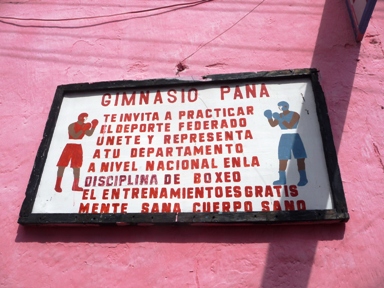 GIMNASIO PANA
TE INVITA A PRACTICAR
EL DEPORTE FEDERADO
UNETE Y REPRESENTA
A TU DEPARTAMENTO
A NIVEL NACIONAL EN LA
DISCIPLINA DE BOXEO
EL ENTRENAMIENTO ES GRATIS
MENTE SANA CUERPO SANO